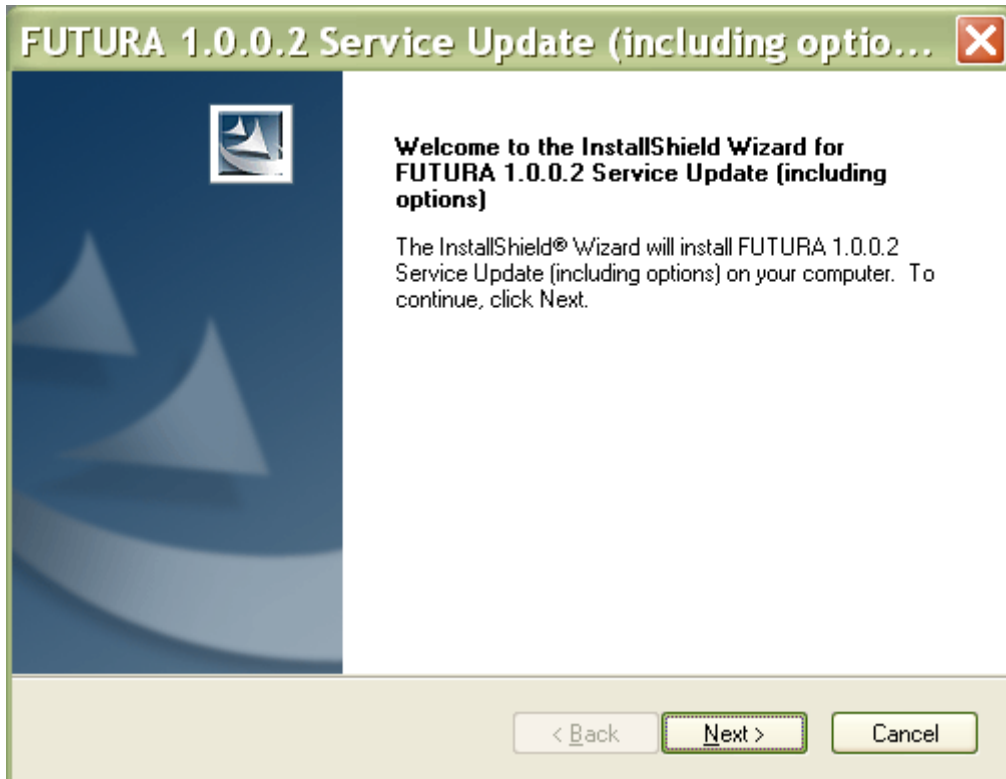 FUTURA 1.0.0.2 Service Update (including optio...
Welcome to the InstallShield Wizard for
FUTURA 1.0.0.2 Service Update (including
options)
The InstallShield® Wizard will install FUTURA 1.0.0.2
Service Update (including options) on your computer. To
continue, click Next.
< Back Next > Cancel